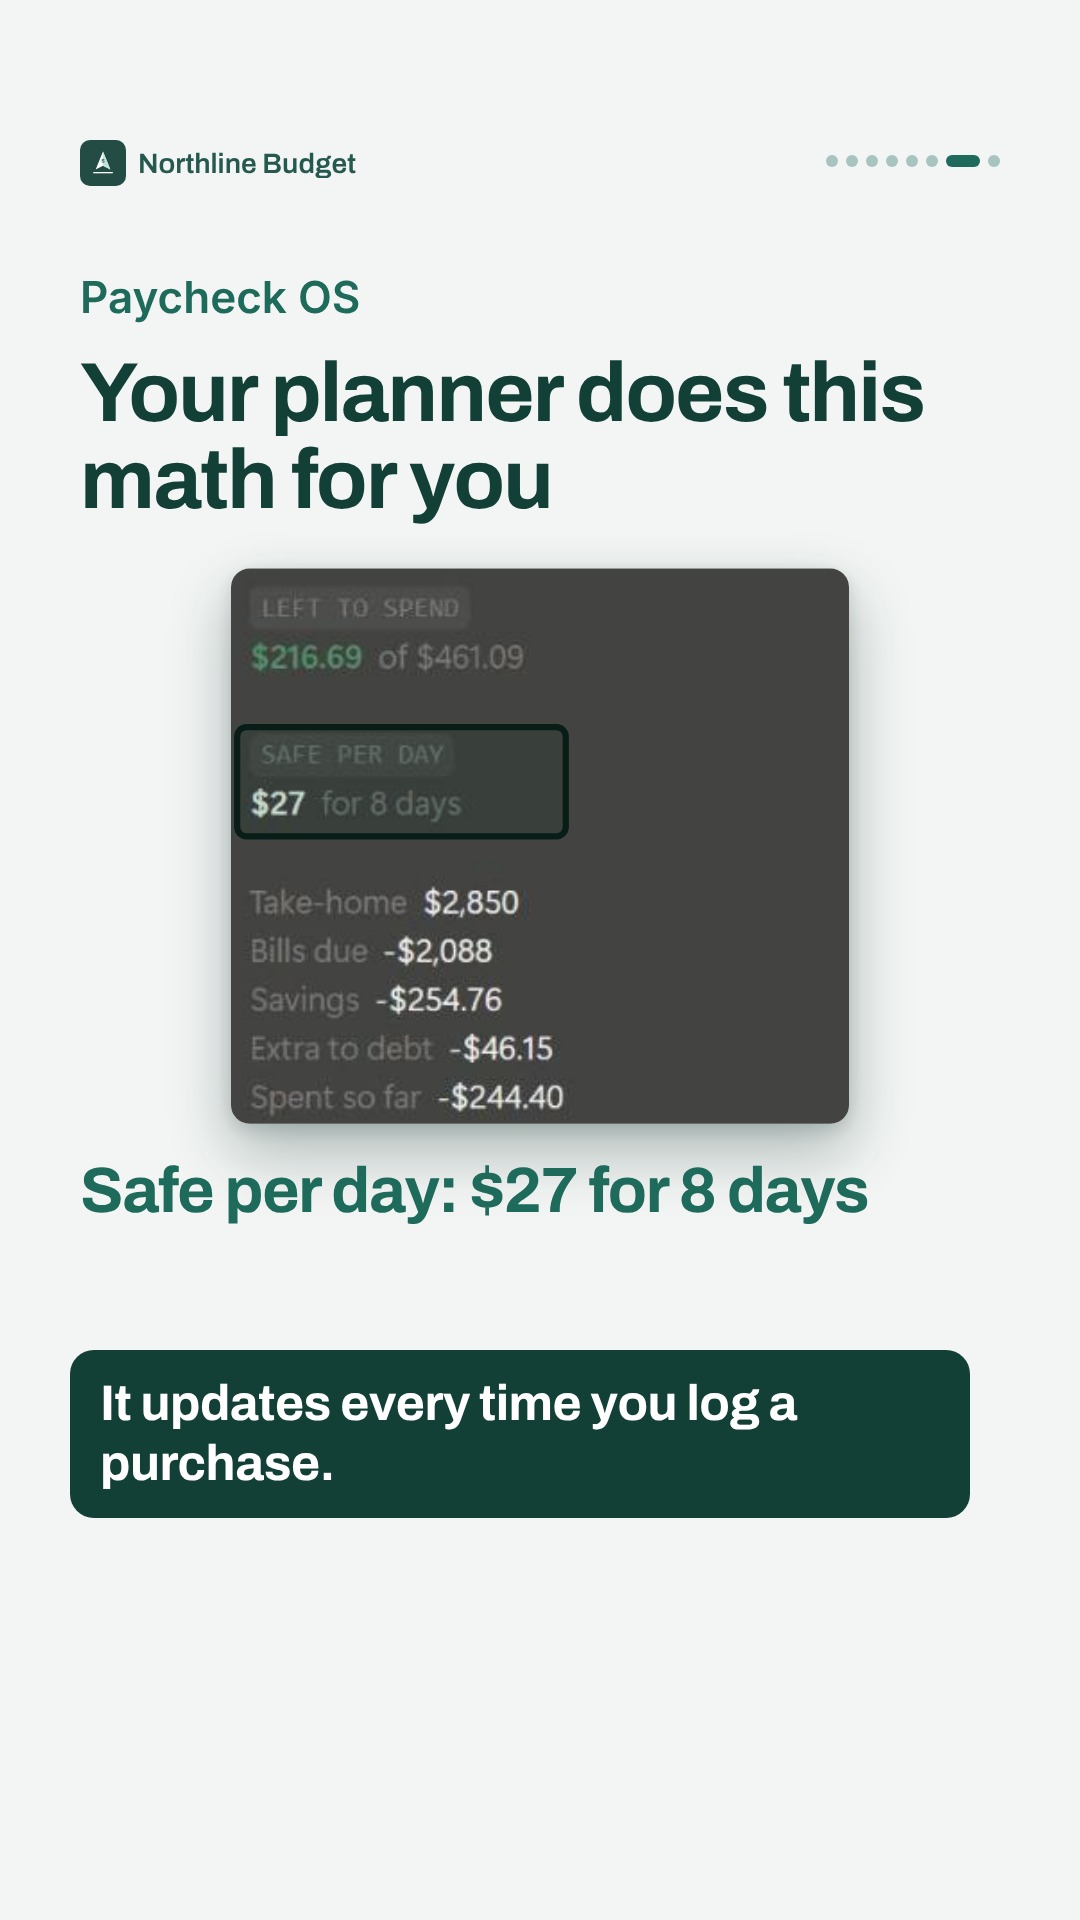 Northline Budget
Paycheck OS
Your planner does this
math for you
LEFT TO SPEND
$216.69 of $461.09
SAFE PER DAY
$27 for 8 days
Take-home $2,850
Bills due -$2,088
Savings -$254.76
Extra to debt -$46.15
Spent so far -$244.40
Safe per day: $27 for 8 days
It updates every time you log a
purchase.